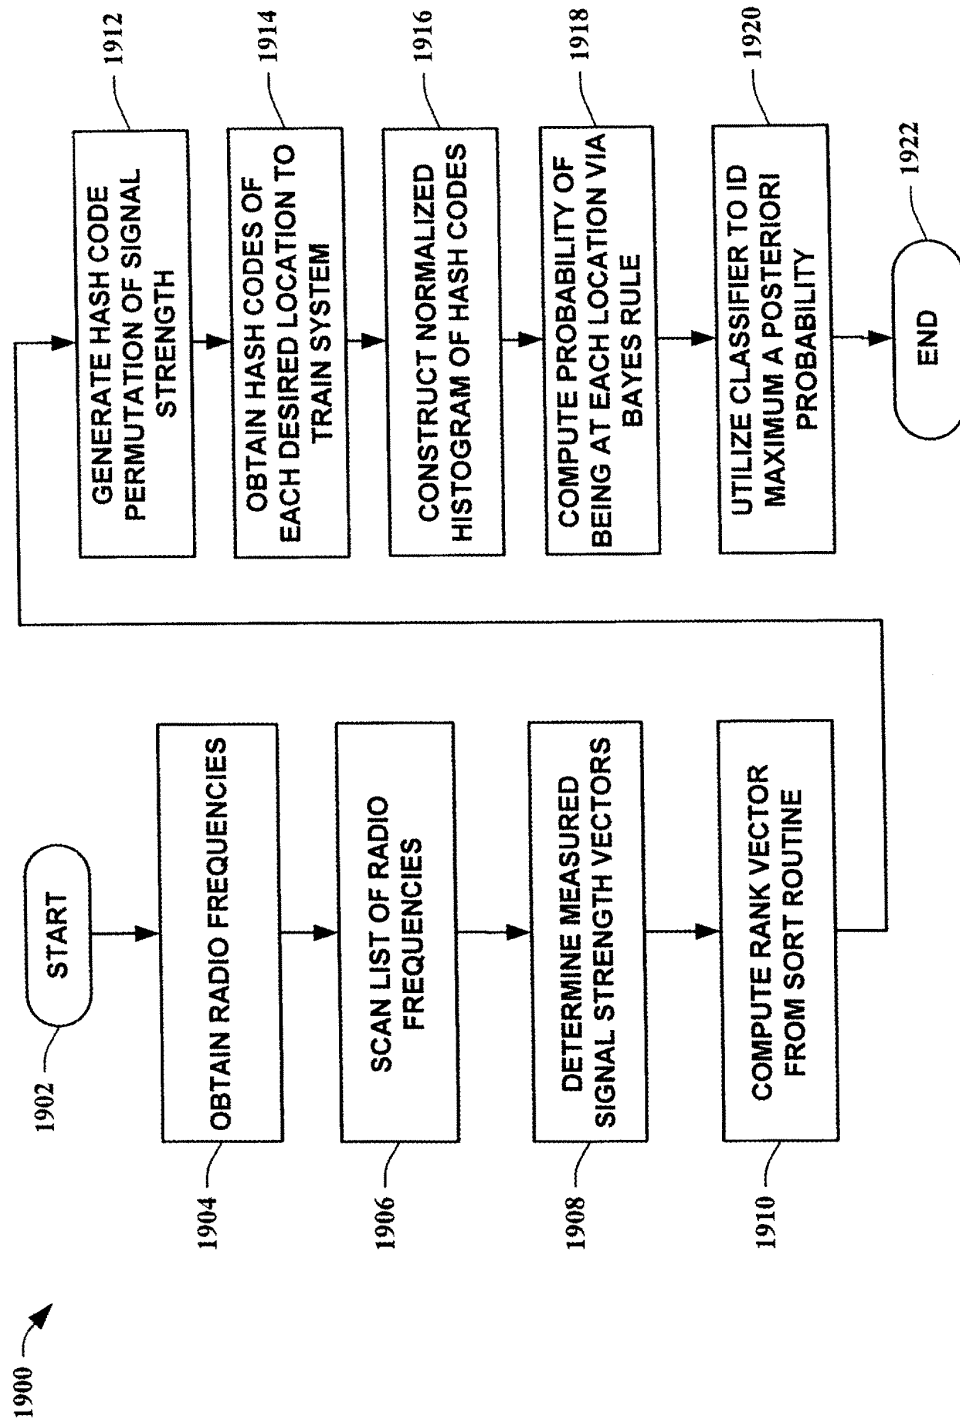 1900
START
1902
OBTAIN RADIO FREQUENCIES
1904
SCAN LIST OF RADIO
FREQUENCIES
1906
DETERMINE MEASURED
SIGNAL STRENGTH VECTORS
1908
COMPUTE RANK VECTOR
FROM SORT ROUTINE
1910
GENERATE HASH CODE
PERMUTATION OF SIGNAL
STRENGTH
1912
OBTAIN HASH CODES OF
EACH DESIRED LOCATION TO
TRAIN SYSTEM
1914
CONSTRUCT NORMALIZED
HISTOGRAM OF HASH CODES
1916
COMPUTE PROBABILITY OF
BEING AT EACH LOCATION VIA
BAYES RULE
1918
UTILIZE CLASSIFIER TO ID
MAXIMUM A POSTERIORI
PROBABILITY
1920
END
1922